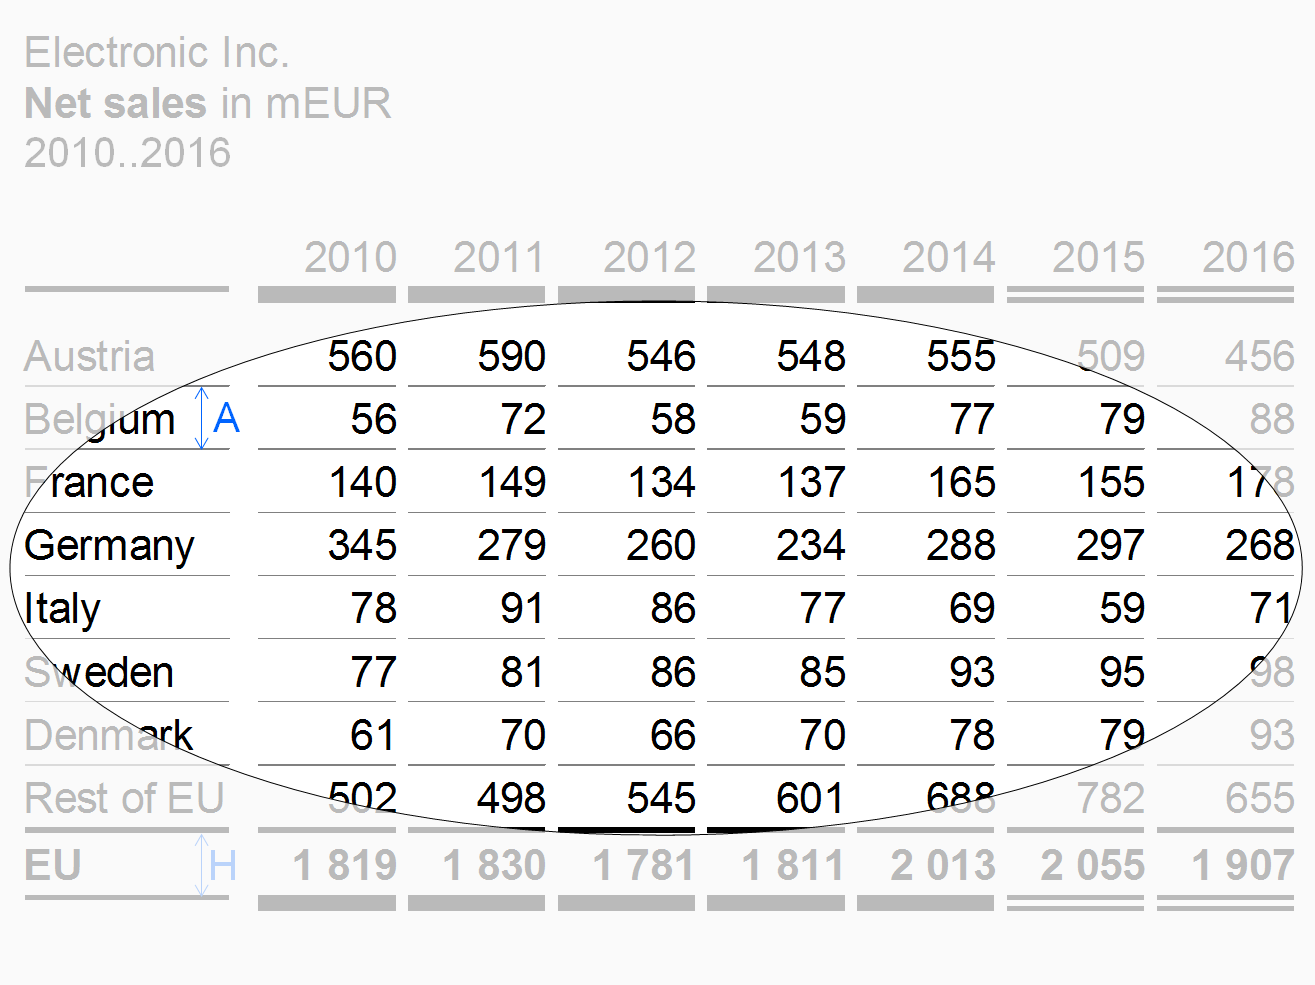 Electronic Inc.
Net sales in mEUR
2010..2016
2010 2011 2012 2013 2014 2015 2016
Austria 560 590 546 548 555 509 456
Belgium A 56 72 58 59 77 79 88
France 140 149 134 137 165 155 178
Germany 345 279 260 234 288 297 268
Italy 78 91 86 77 69 59 71
Sweden 77 81 86 85 93 95 98
Denmark 61 70 66 70 78 79 93
Rest of EU 502 498 545 601 688 782 655
EU H 1 819 1 830 1 781 1 811 2 013 2 055 1 907